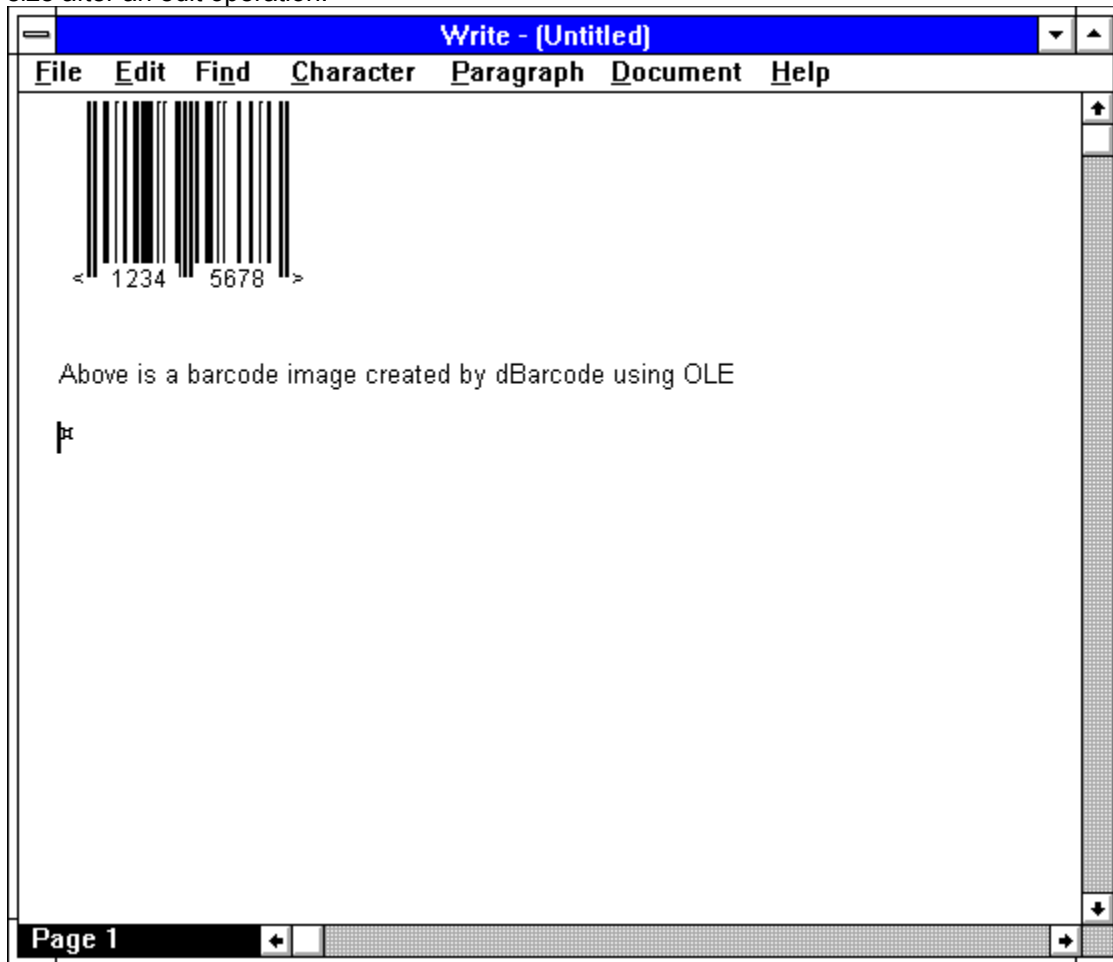 size after an edit operation.
Write - (Untitled)
File Edit Find Character Paragraph Document Help
< 1234 5678 >
Above is a barcode image created by dBarcode using OLE
¤
Page 1